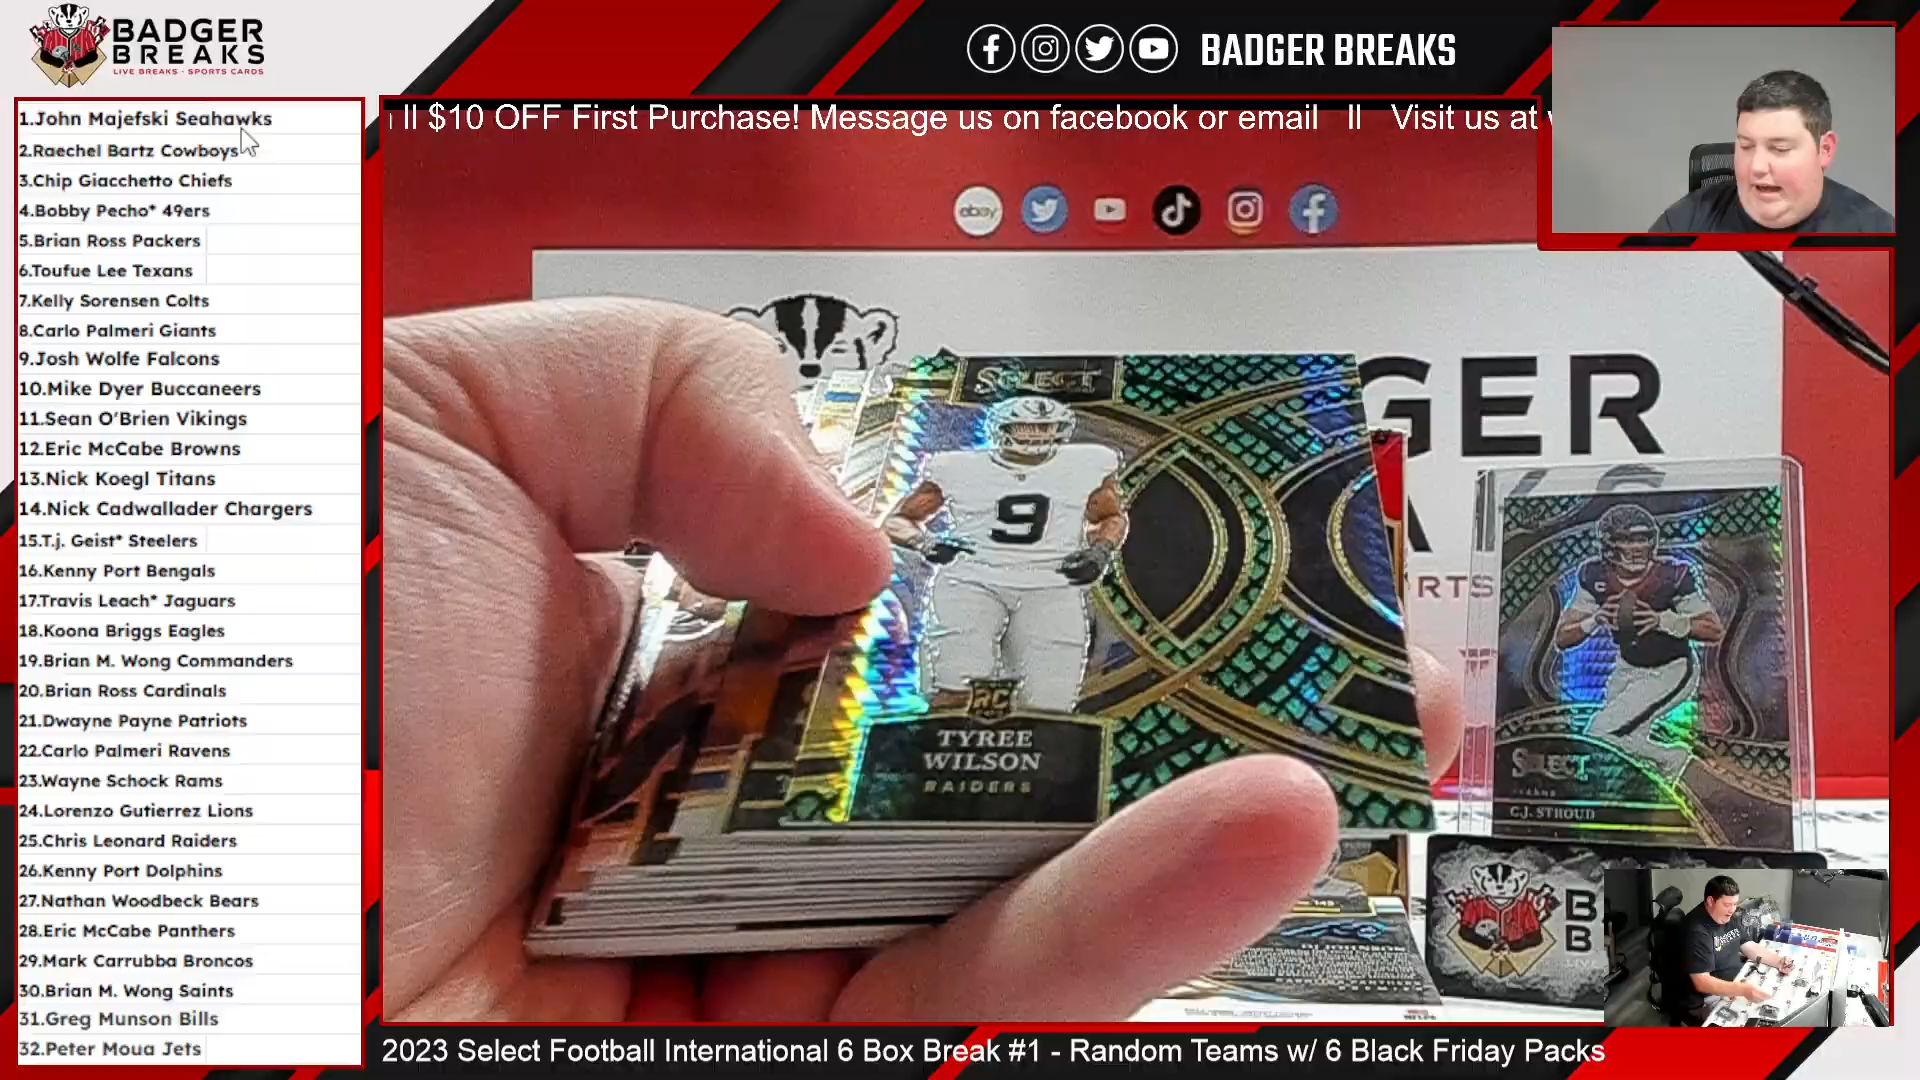 BADGER
BREAKS
LIVE BREAKS - SPORTS CARDS
BADGER BREAKS
II $10 OFF First Purchase! Message us on facebook or email II Visit us at
1.John Majefski Seahawks
2.Raechel Bartz Cowboys
3.Chip Giacchetto Chiefs
4.Bobby Pecho* 49ers
5.Brian Ross Packers
6.Toufue Lee Texans
7.Kelly Sorensen Colts
8.Carlo Palmeri Giants
9.Josh Wolfe Falcons
10.Mike Dyer Buccaneers
11.Sean O'Brien Vikings
12.Eric McCabe Browns
13.Nick Koegl Titans
14.Nick Cadwallader Chargers
15.T.j. Geist* Steelers
16.Kenny Port Bengals
17.Travis Leach* Jaguars
18.Koona Briggs Eagles
19.Brian M. Wong Commanders
20.Brian Ross Cardinals
21.Dwayne Payne Patriots
22.Carlo Palmeri Ravens
23.Wayne Schock Rams
24.Lorenzo Gutierrez Lions
25.Chris Leonard Raiders
26.Kenny Port Dolphins
27.Nathan Woodbeck Bears
28.Eric McCabe Panthers
29.Mark Carrubba Broncos
30.Brian M. Wong Saints
31.Greg Munson Bills
32.Peter Moua Jets
ebay
GER
RTS
SELECT
9
RC
TYREE
WILSON
RAIDERS
SELECT
C.J. STROUD
DJ JOHNSON
B
B
LIVE
2023 Select Football International 6 Box Break #1 - Random Teams w/ 6 Black Friday Packs